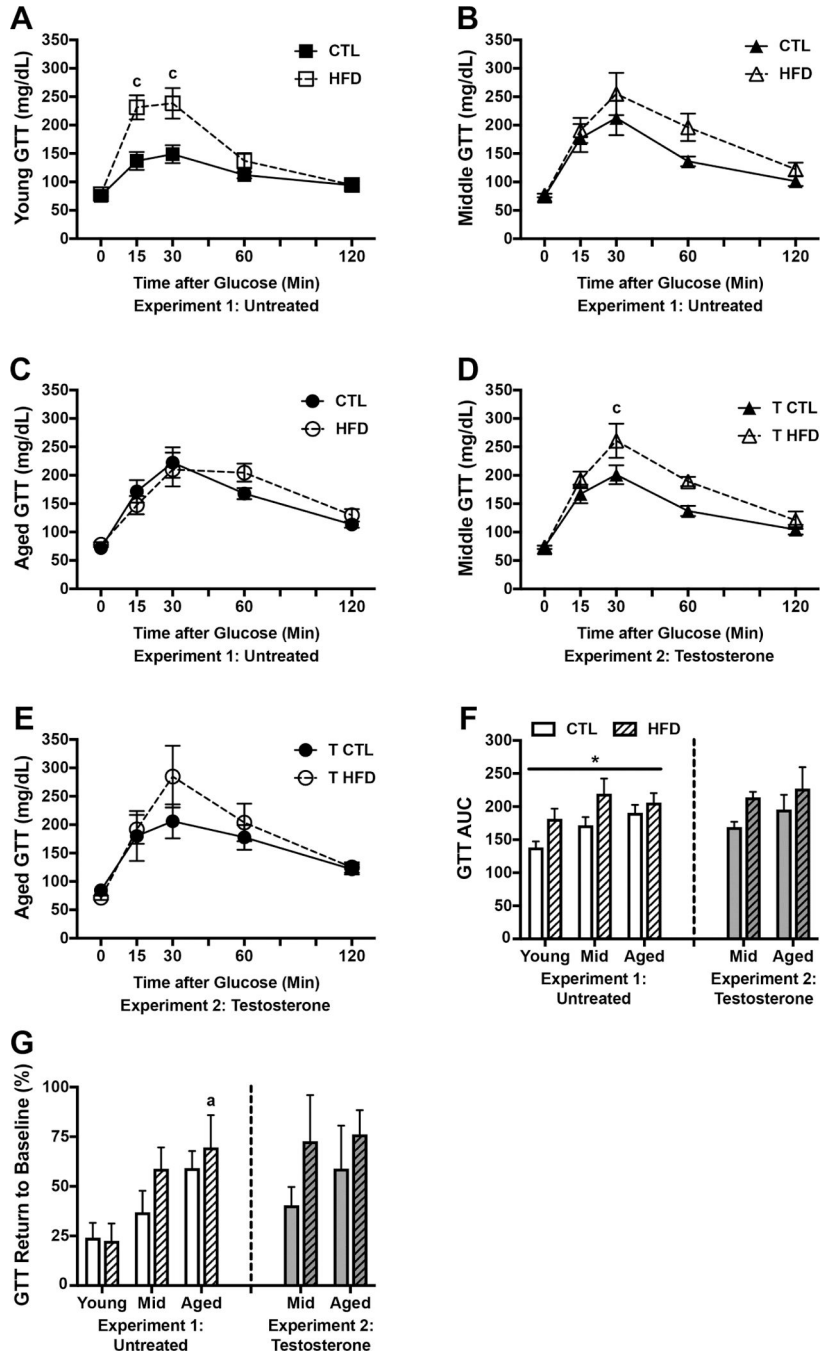 A
Young GTT (mg/dL)
350
300
250
200
150
100
50
0
c c
CTL
HFD
0 15 30 60 120
Time after Glucose (Min)
Experiment 1: Untreated
B
Middle GTT (mg/dL)
350
300
250
200
150
100
50
0
CTL
HFD
0 15 30 60 120
Time after Glucose (Min)
Experiment 1: Untreated
C
Aged GTT (mg/dL)
350
300
250
200
150
100
50
0
CTL
HFD
0 15 30 60 120
Time after Glucose (Min)
Experiment 1: Untreated
D
Middle GTT (mg/dL)
350
300
250
200
150
100
50
0
c
T CTL
T HFD
0 15 30 60 120
Time after Glucose (Min)
Experiment 2: Testosterone
E
Aged GTT (mg/dL)
350
300
250
200
150
100
50
0
T CTL
T HFD
0 15 30 60 120
Time after Glucose (Min)
Experiment 2: Testosterone
F
CTL HFD
GTT AUC
300
250
200
150
100
50
0
*
Young Mid Aged Mid Aged
Experiment 1: Experiment 2:
Untreated Testosterone
G
GTT Return to Baseline (%)
100
75
50
25
0
a
Young Mid Aged Mid Aged
Experiment 1: Experiment 2:
Untreated Testosterone